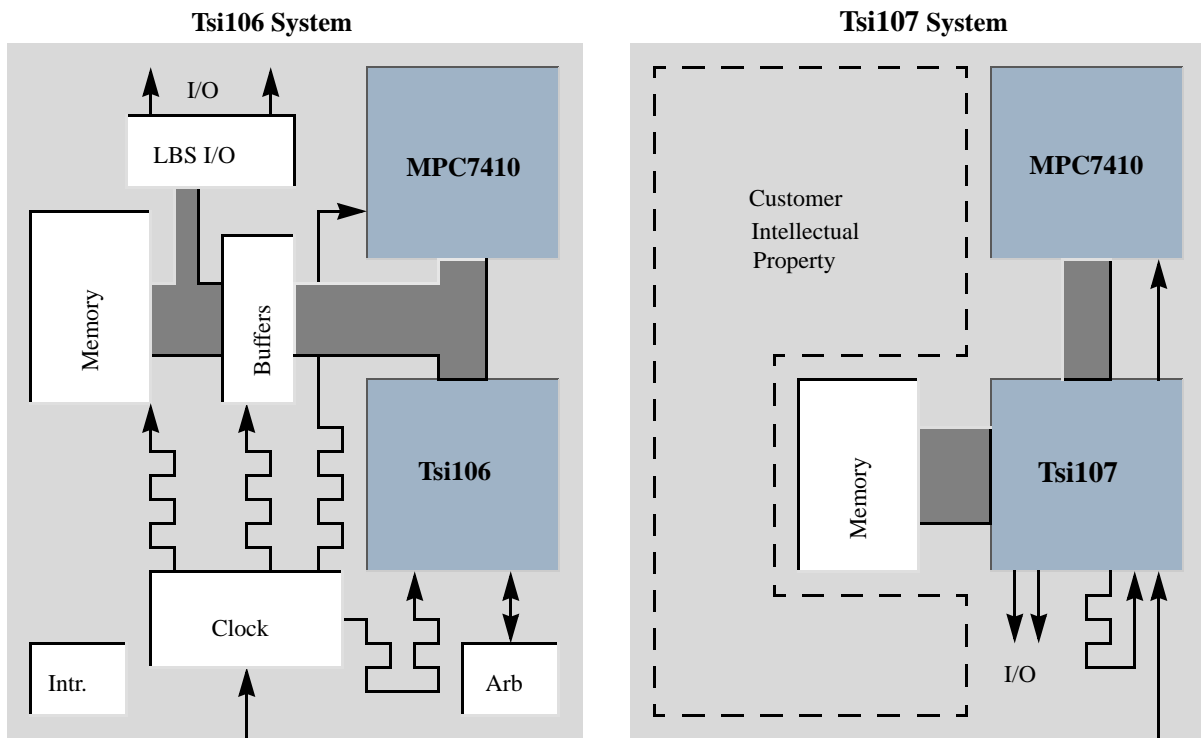 Tsi106 System
I/O
LBS I/O
MPC7410
Memory
Buffers
Tsi106
Clock
Intr.
Arb
Tsi107 System
Customer
Intellectual
Property
MPC7410
Memory
Tsi107
I/O